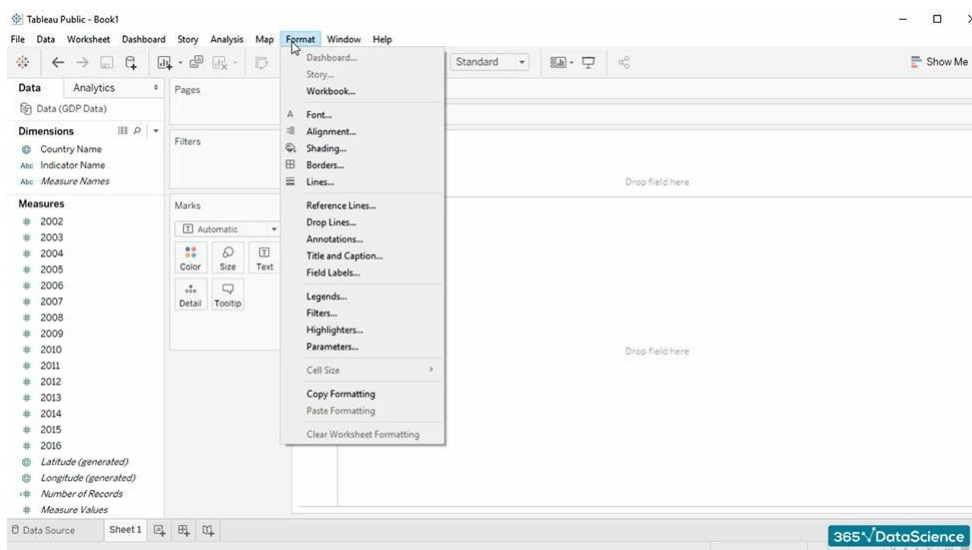 Tableau Public - Book1
File Data Worksheet Dashboard Story Analysis Map Format Window Help
Standard
Show Me
Data Analytics
Data (GDP Data)
Dimensions
Country Name
Abc Indicator Name
Abc Measure Names
Measures
# 2002
# 2003
# 2004
# 2005
# 2006
# 2007
# 2008
# 2009
# 2010
# 2011
# 2012
# 2013
# 2014
# 2015
# 2016
Latitude (generated)
Longitude (generated)
=# Number of Records
# Measure Values
Pages
Filters
Marks
T Automatic
Color Size Text
Detail Tooltip
Dashboard...
Story...
Workbook...
A Font...
Alignment...
Shading...
Borders...
Lines...
Reference Lines...
Drop Lines...
Annotations...
Title and Caption...
Field Labels...
Legends...
Filters...
Highlighters...
Parameters...
Cell Size
Copy Formatting
Paste Formatting
Clear Worksheet Formatting
Drop field here
Drop field here
Data Source Sheet 1
365√DataScience